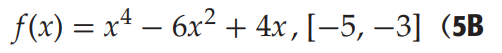 f(x) = x⁴ − 6x² + 4x, [−5, −3] (5B